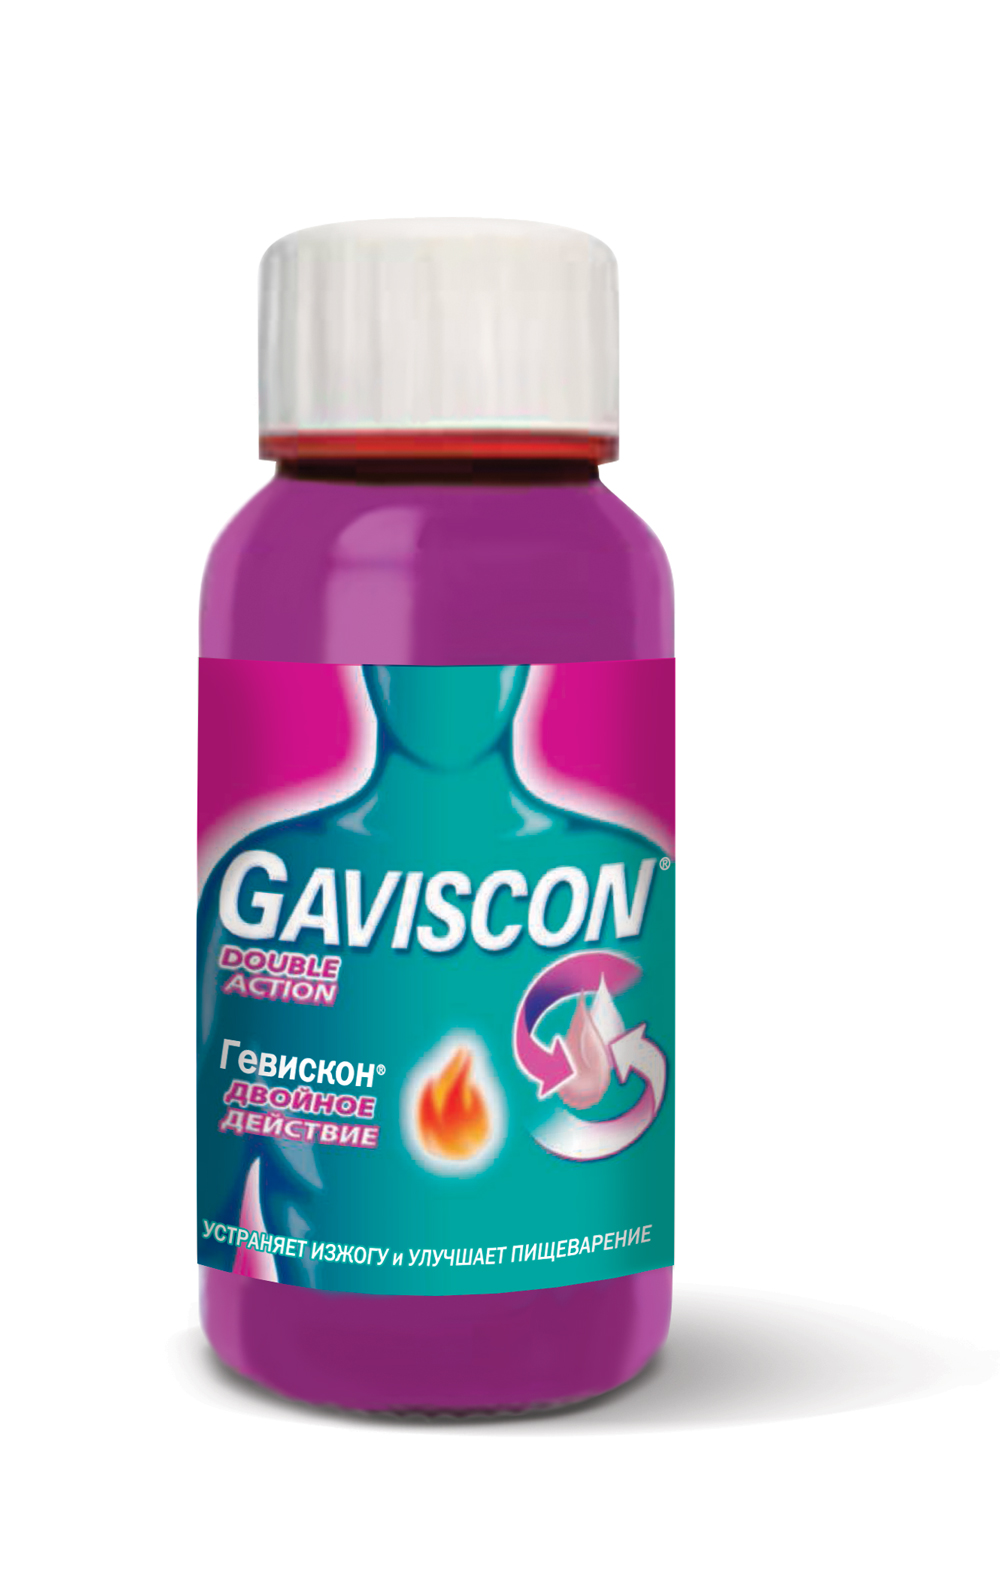 GAVISCON®
DOUBLE
ACTION
Гевискон®
ДВОЙНОЕ
ДЕЙСТВИЕ
УСТРАНЯЕТ ИЗЖОГУ и УЛУЧШАЕТ ПИЩЕВАРЕНИЕ